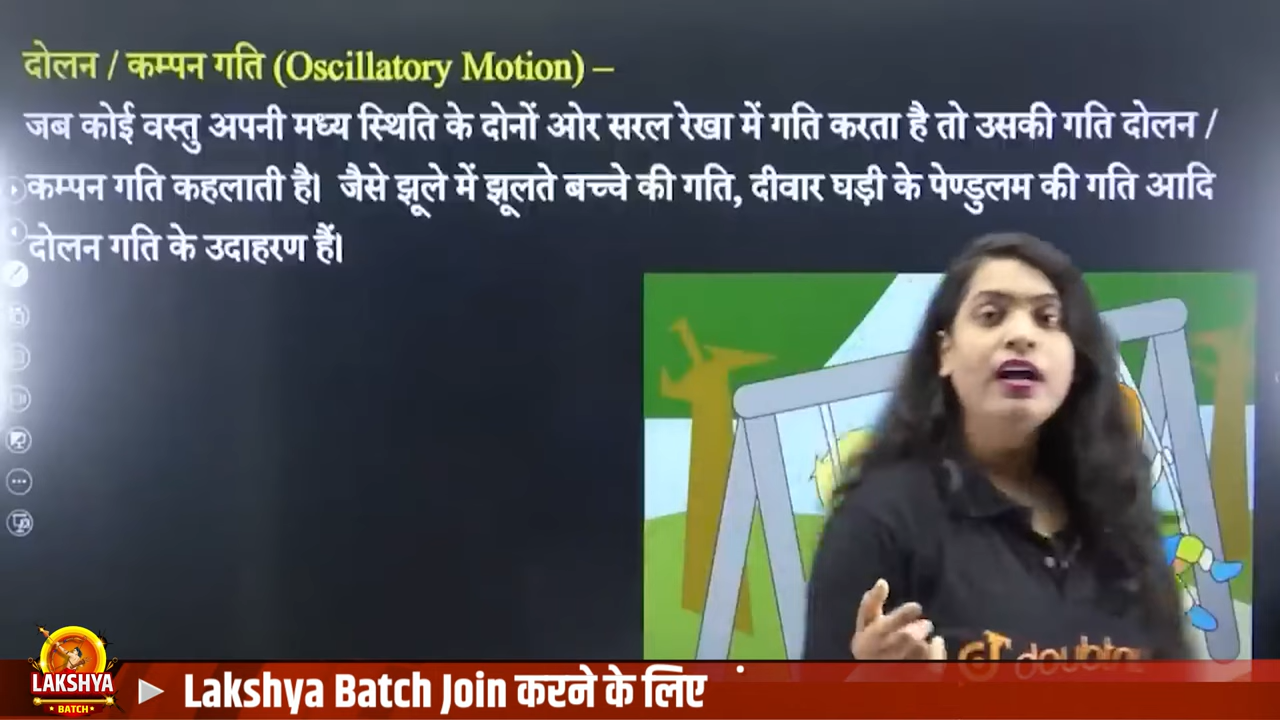 दोलन / कम्पन गति (Oscillatory Motion) –
जब कोई वस्तु अपनी मध्य स्थिति के दोनों ओर सरल रेखा में गति करता है तो उसकी गति दोलन /
कम्पन गति कहलाती है। जैसे झूले में झूलते बच्चे की गति, दीवार घड़ी के पेण्डुलम की गति आदि
दोलन गति के उदाहरण हैं।
LAKSHYA
BATCH
Lakshya Batch Join करने के लिए